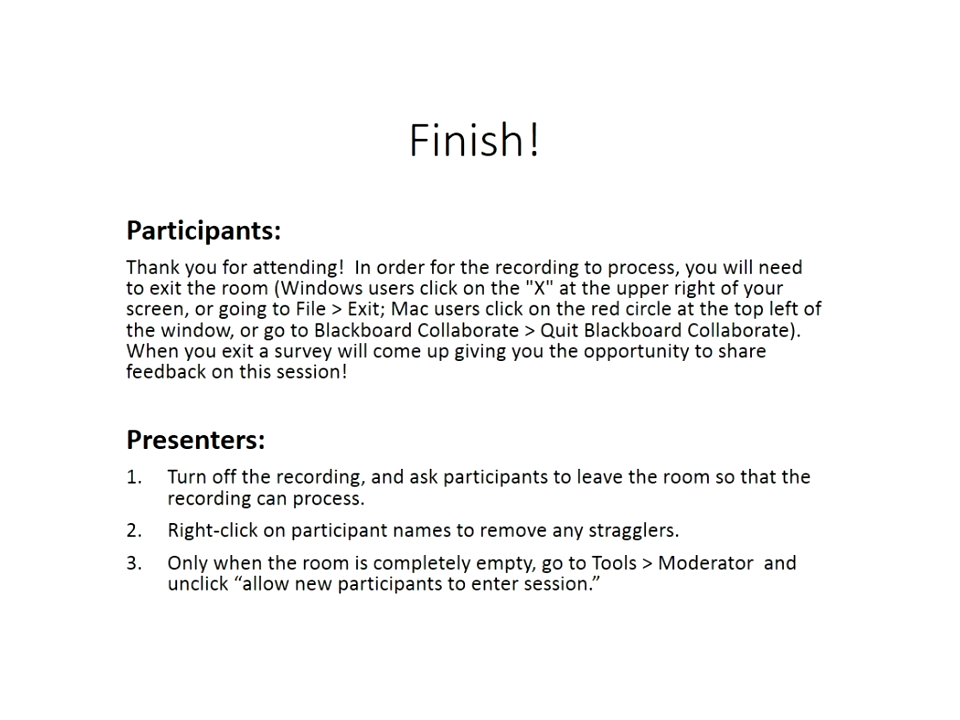 Finish!
Participants:
Thank you for attending!  In order for the recording to process, you will need
to exit the room (Windows users click on the "X" at the upper right of your
screen, or going to File > Exit; Mac users click on the red circle at the top left of
the window, or go to Blackboard Collaborate > Quit Blackboard Collaborate).
When you exit a survey will come up giving you the opportunity to share
feedback on this session!
Presenters:
1. Turn off the recording, and ask participants to leave the room so that the
recording can process.
2. Right-click on participant names to remove any stragglers.
3. Only when the room is completely empty, go to Tools > Moderator  and
unclick “allow new participants to enter session.”